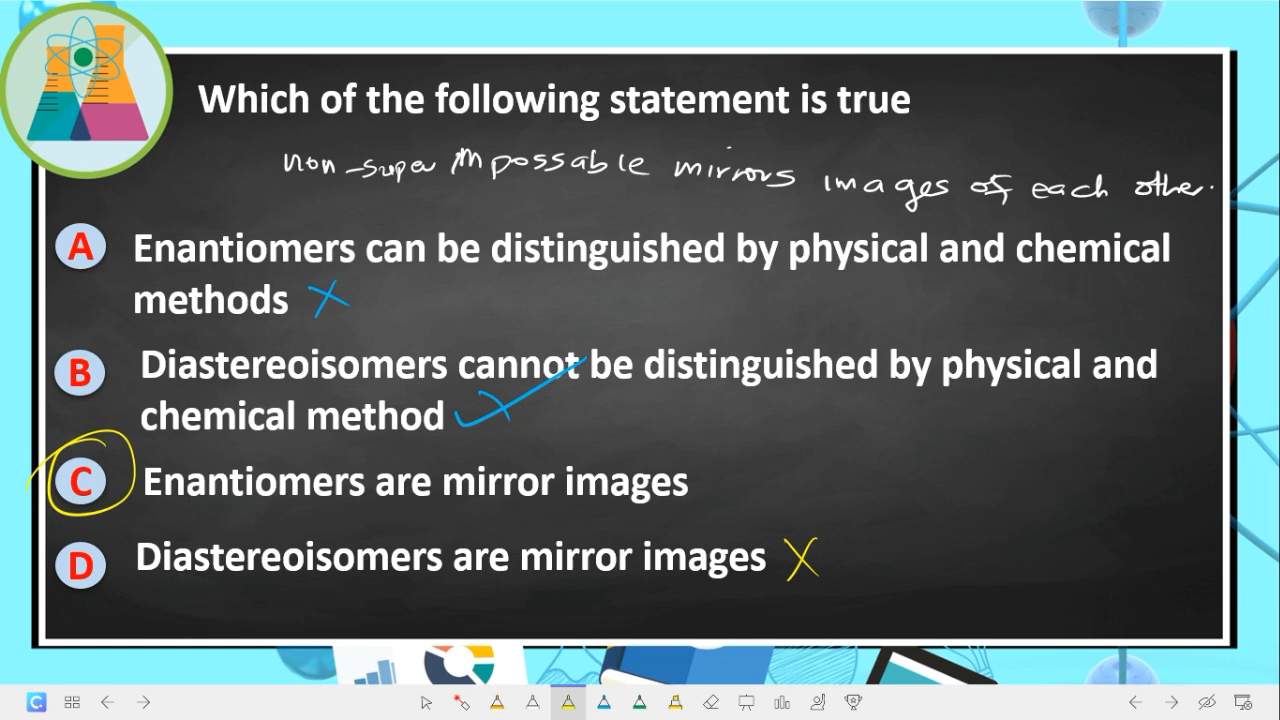 Which of the following statement is true
non-super Mpossable mirrors images of each other.
A Enantiomers can be distinguished by physical and chemical
methods
B Diastereoisomers cannot be distinguished by physical and
chemical method
C Enantiomers are mirror images
D Diastereoisomers are mirror images